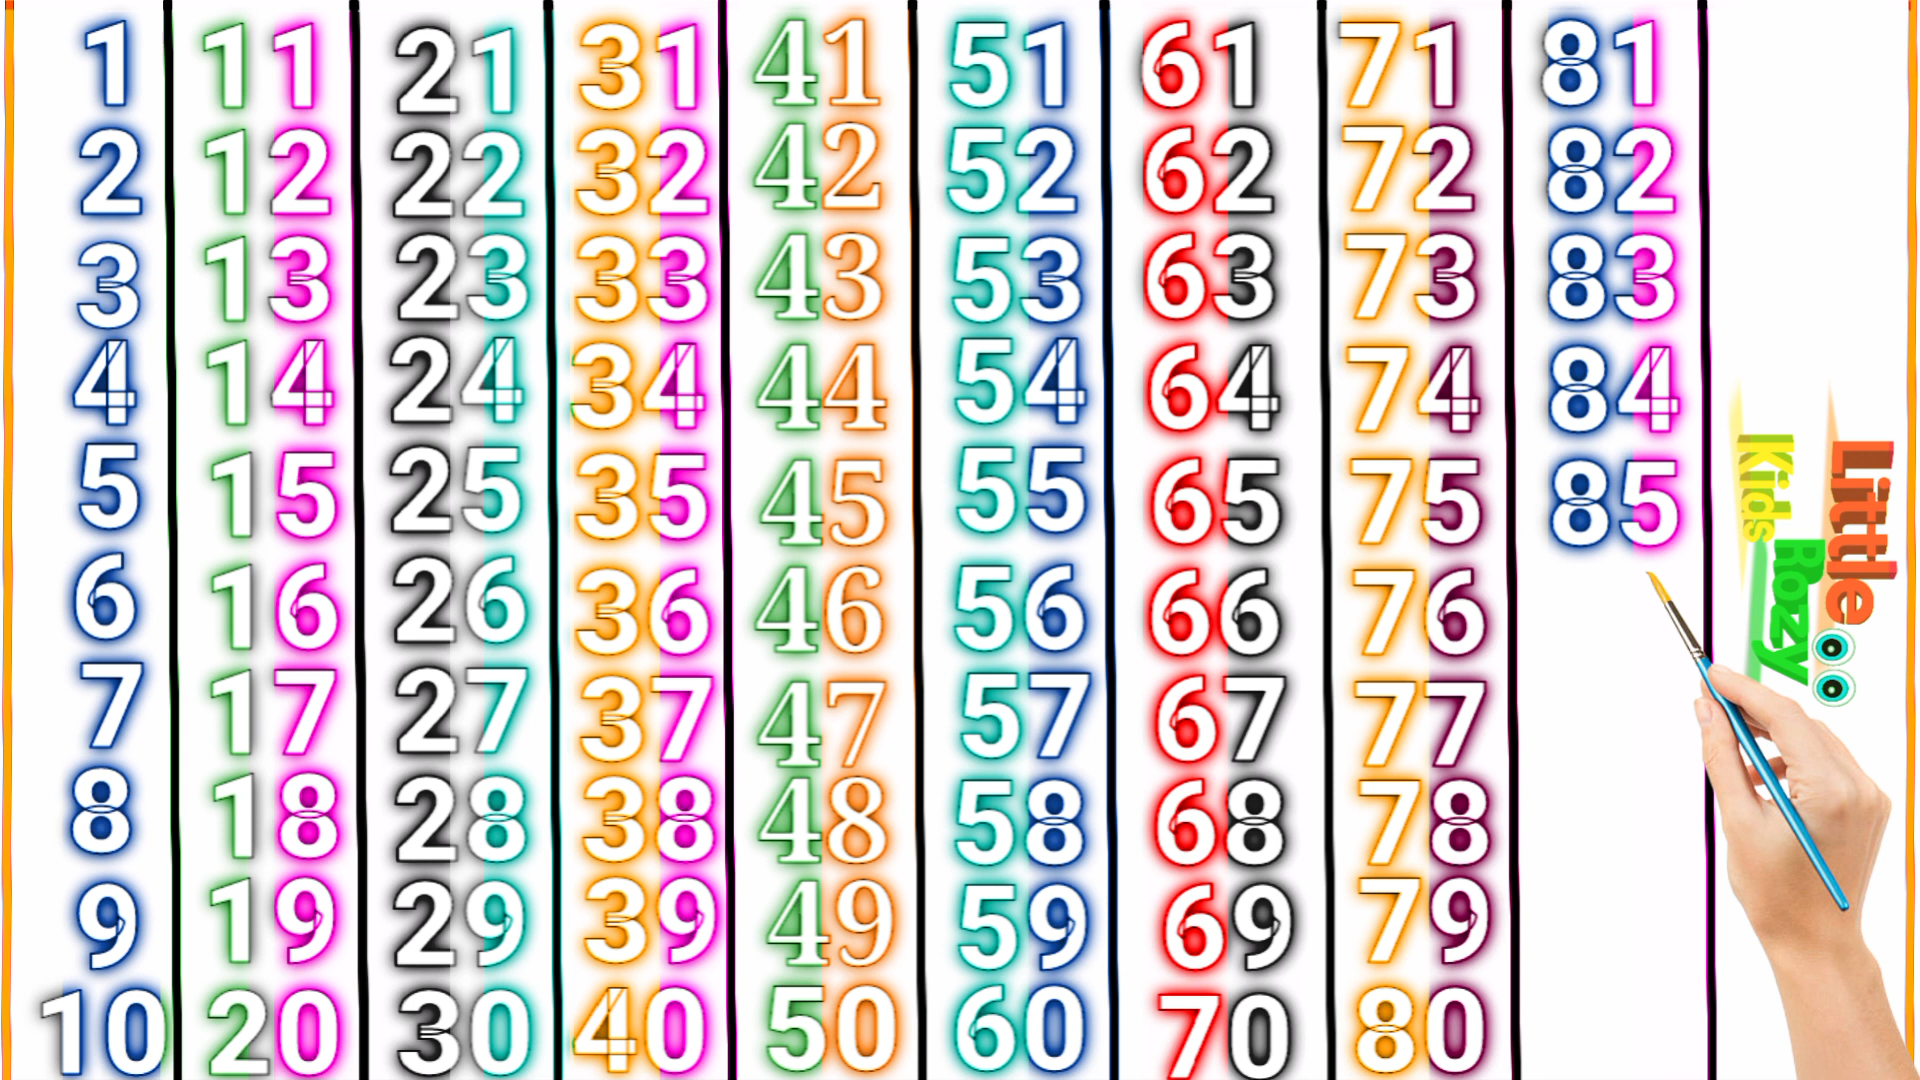 1 11 21 31 41 51 61 71 81
2 12 22 32 42 52 62 72 82
3 13 23 33 43 53 63 73 83
4 14 24 34 44 54 64 74 84
5 15 25 35 45 55 65 75 85
6 16 26 36 46 56 66 76
7 17 27 37 47 57 67 77
8 18 28 38 48 58 68 78
9 19 29 39 49 59 69 79
10 20 30 40 50 60 70 80
Little
Rozy
Kids